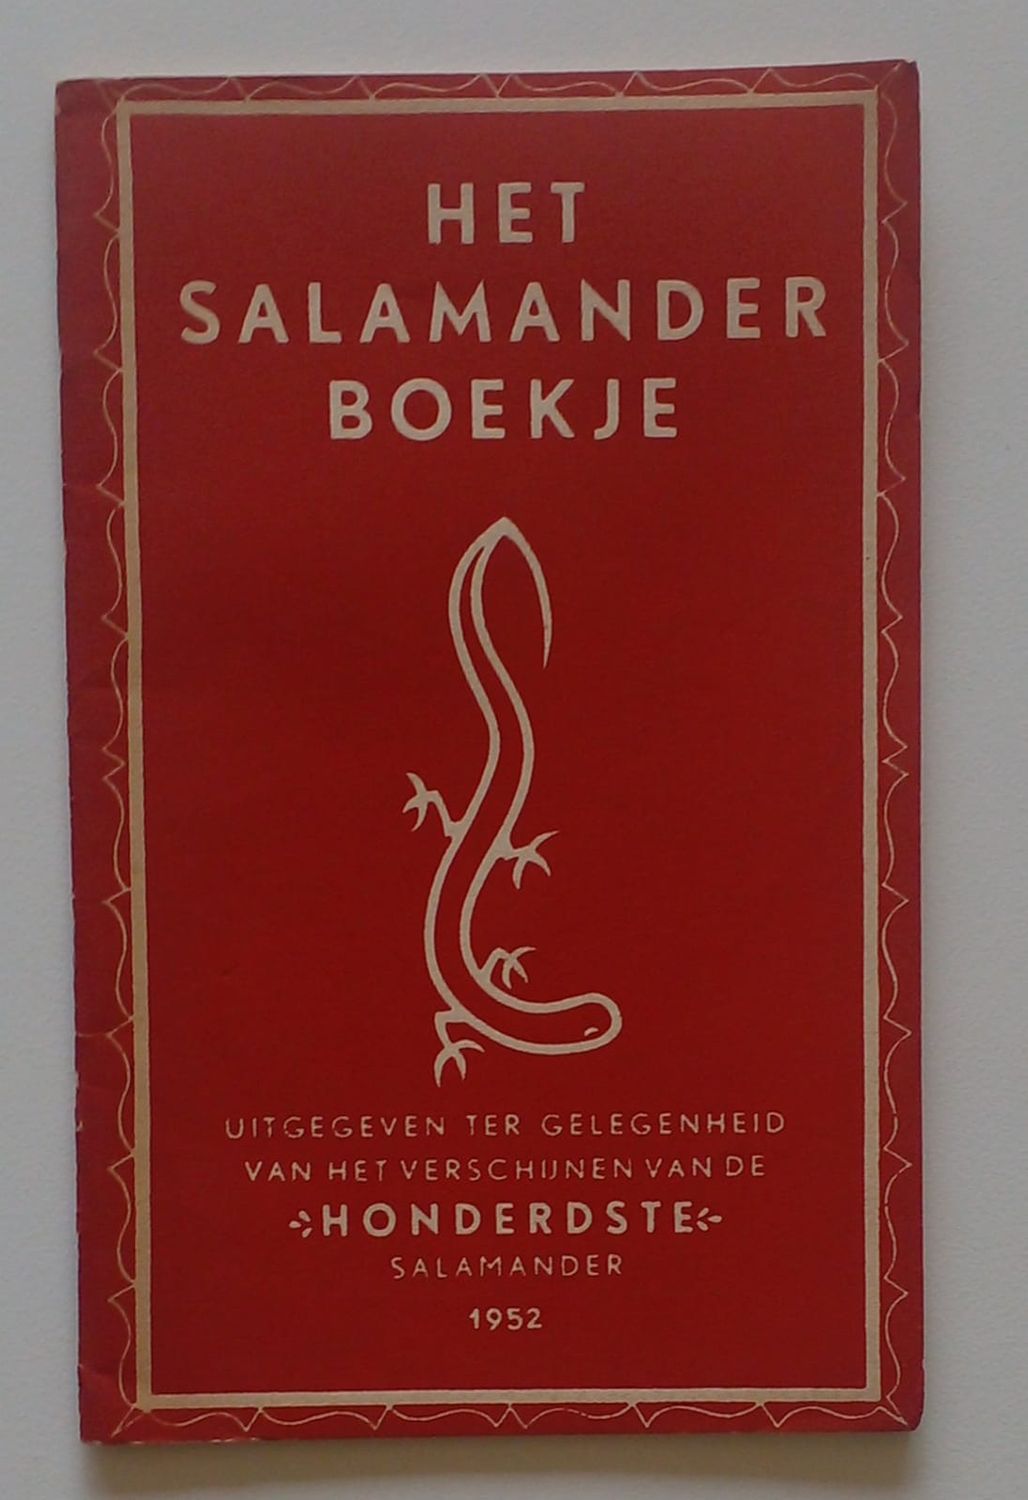 HET
SALAMANDER
BOEKJE
UITGEGEVEN TER GELEGENHEID
VAN HET VERSCHIJNEN VAN DE
HONDERDSTE
SALAMANDER
1952